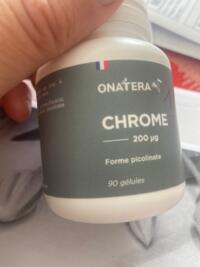 ONATERA
CHROME
200 µg
Forme picolinate
90 gélules